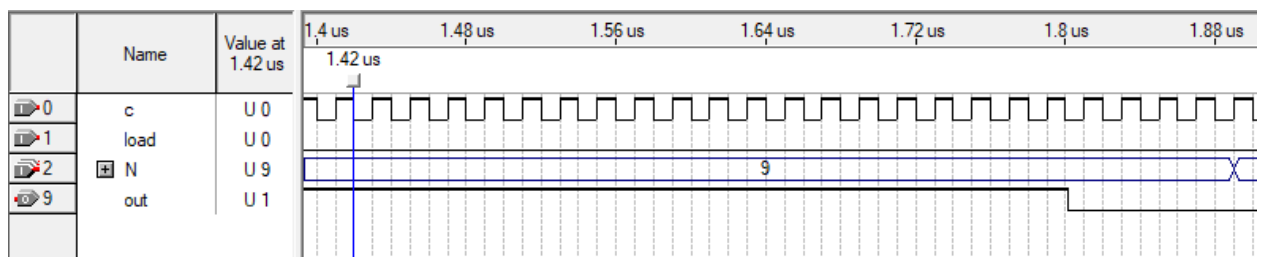 Name
Value at
1.42 us
1.4 us 1.48 us 1.56 us 1.64 us 1.72 us 1.8 us 1.88 us
1.42 us
0 c U 0
1 load U 0
2 N U 9 9
9 out U 1